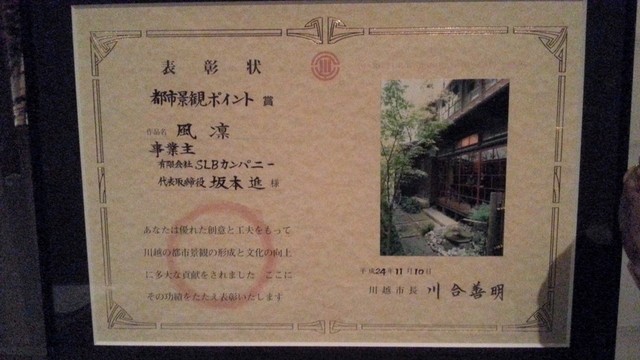 表彰状
都市景観ポイント賞
作品名 風凛
事業主
有限会社 SLBカンパニー
代表取締役 坂本進 様
あなたは優れた創意と工夫をもって
川越の都市景観の形成と文化の向上
に多大な貢献をされました ここに
その功績をたたえ表彰いたします
平成24年11月10日
川越市長 川合善明